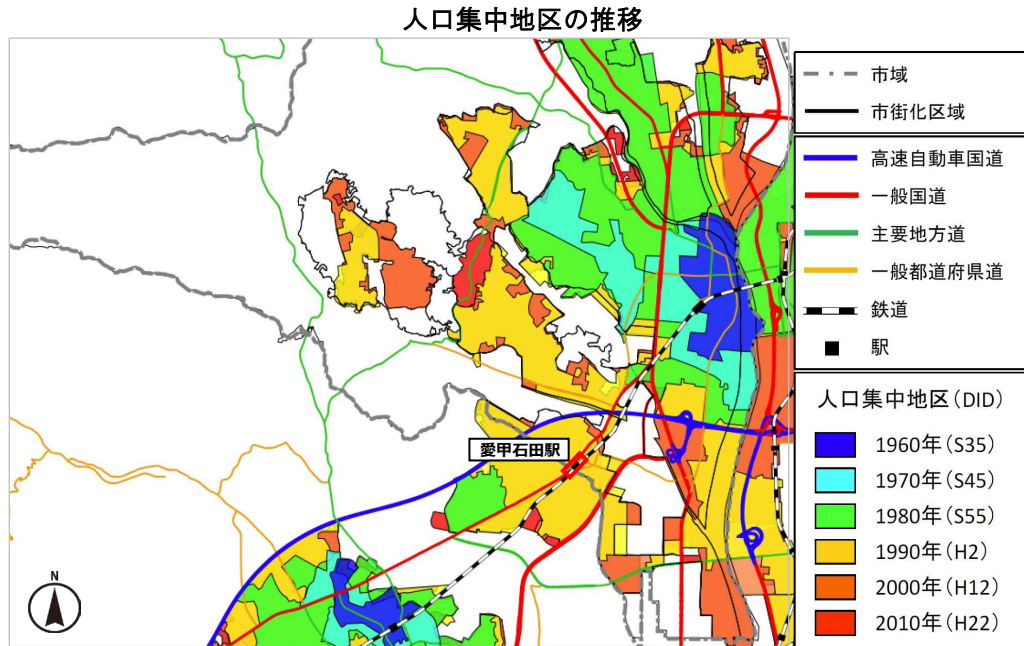 人口集中地区の推移
市域
市街化区域
高速自動車国道
一般国道
主要地方道
一般都道府県道
鉄道
駅
愛甲石田駅
人口集中地区(DID)
1960年(S35)
1970年(S45)
1980年(S55)
1990年(H2)
2000年(H12)
2010年(H22)
N